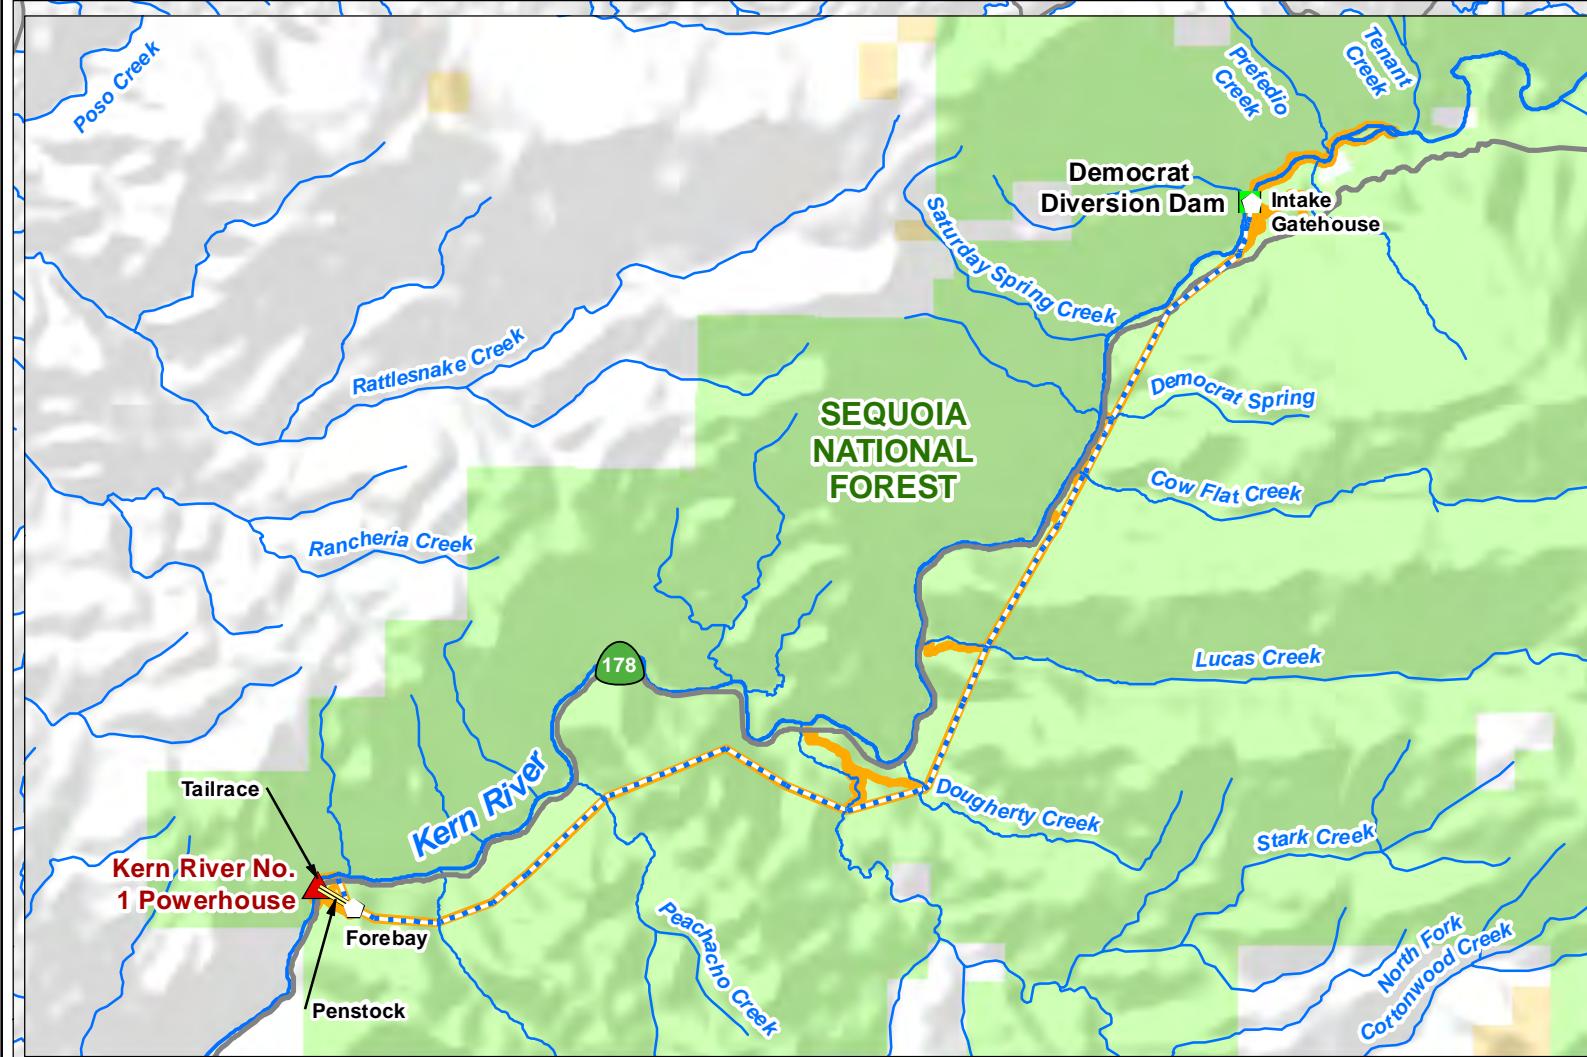 Poso Creek
Prefedio
Creek
Tenant
Creek
Democrat
Diversion Dam
Intake
Gatehouse
Saturday Spring Creek
Rattlesnake Creek
Democrat Spring
SEQUOIA
NATIONAL
FOREST
Cow Flat Creek
Rancheria Creek
178
Lucas Creek
Kern River
Tailrace
Dougherty Creek
Stark Creek
Kern River No.
1 Powerhouse
Forebay
Peachacho Creek
North Fork
Cottonwood Creek
Penstock